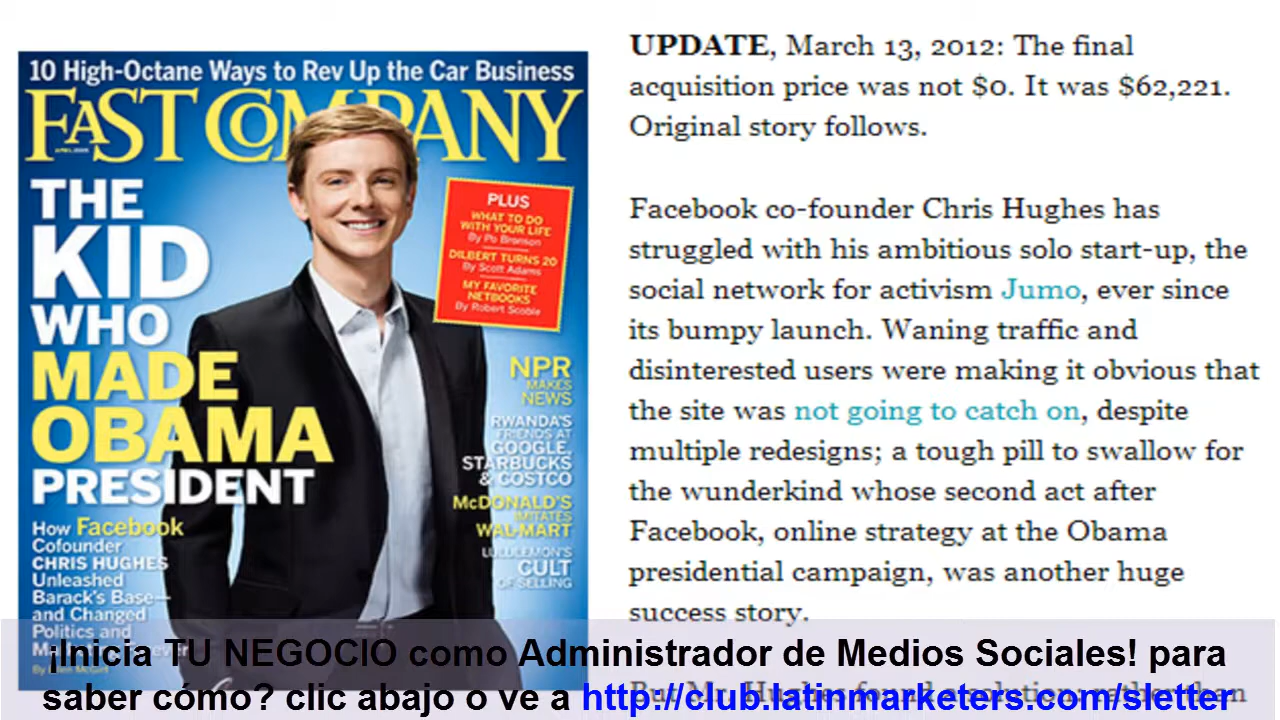 10 High-Octane Ways to Rev Up the Car Business
FAST COMPANY
THE
KID
WHO
MADE
OBAMA
PRESIDENT
How Facebook
Cofounder
CHRIS HUGHES
Unleashed
Barack's Base—
and Changed
Politics and
PLUS
WHAT TO DO
WITH YOUR LIFE
By Po Bronson
DILBERT TURNS 20
By Scott Adams
MY FAVORITE
NETBOOKS
By Robert Scoble
NPR
MAKES
NEWS
RWANDA'S
FRIENDS AT
GOOGLE,
STARBUCKS
& COSTCO
McDONALD'S
IMITATES
WAL-MART
LULULEMON'S
CULT
OF SELLING
UPDATE, March 13, 2012: The final
acquisition price was not $0. It was $62,221.
Original story follows.
Facebook co-founder Chris Hughes has
struggled with his ambitious solo start-up, the
social network for activism Jumo, ever since
its bumpy launch. Waning traffic and
disinterested users were making it obvious that
the site was not going to catch on, despite
multiple redesigns; a tough pill to swallow for
the wunderkind whose second act after
Facebook, online strategy at the Obama
presidential campaign, was another huge
success story.
But Mr. Hughes found a solution: rather than
¡Inicia TU NEGOCIO como Administrador de Medios Sociales! para
saber cómo? clic abajo o ve a http://club.latinmarketers.com/sletter